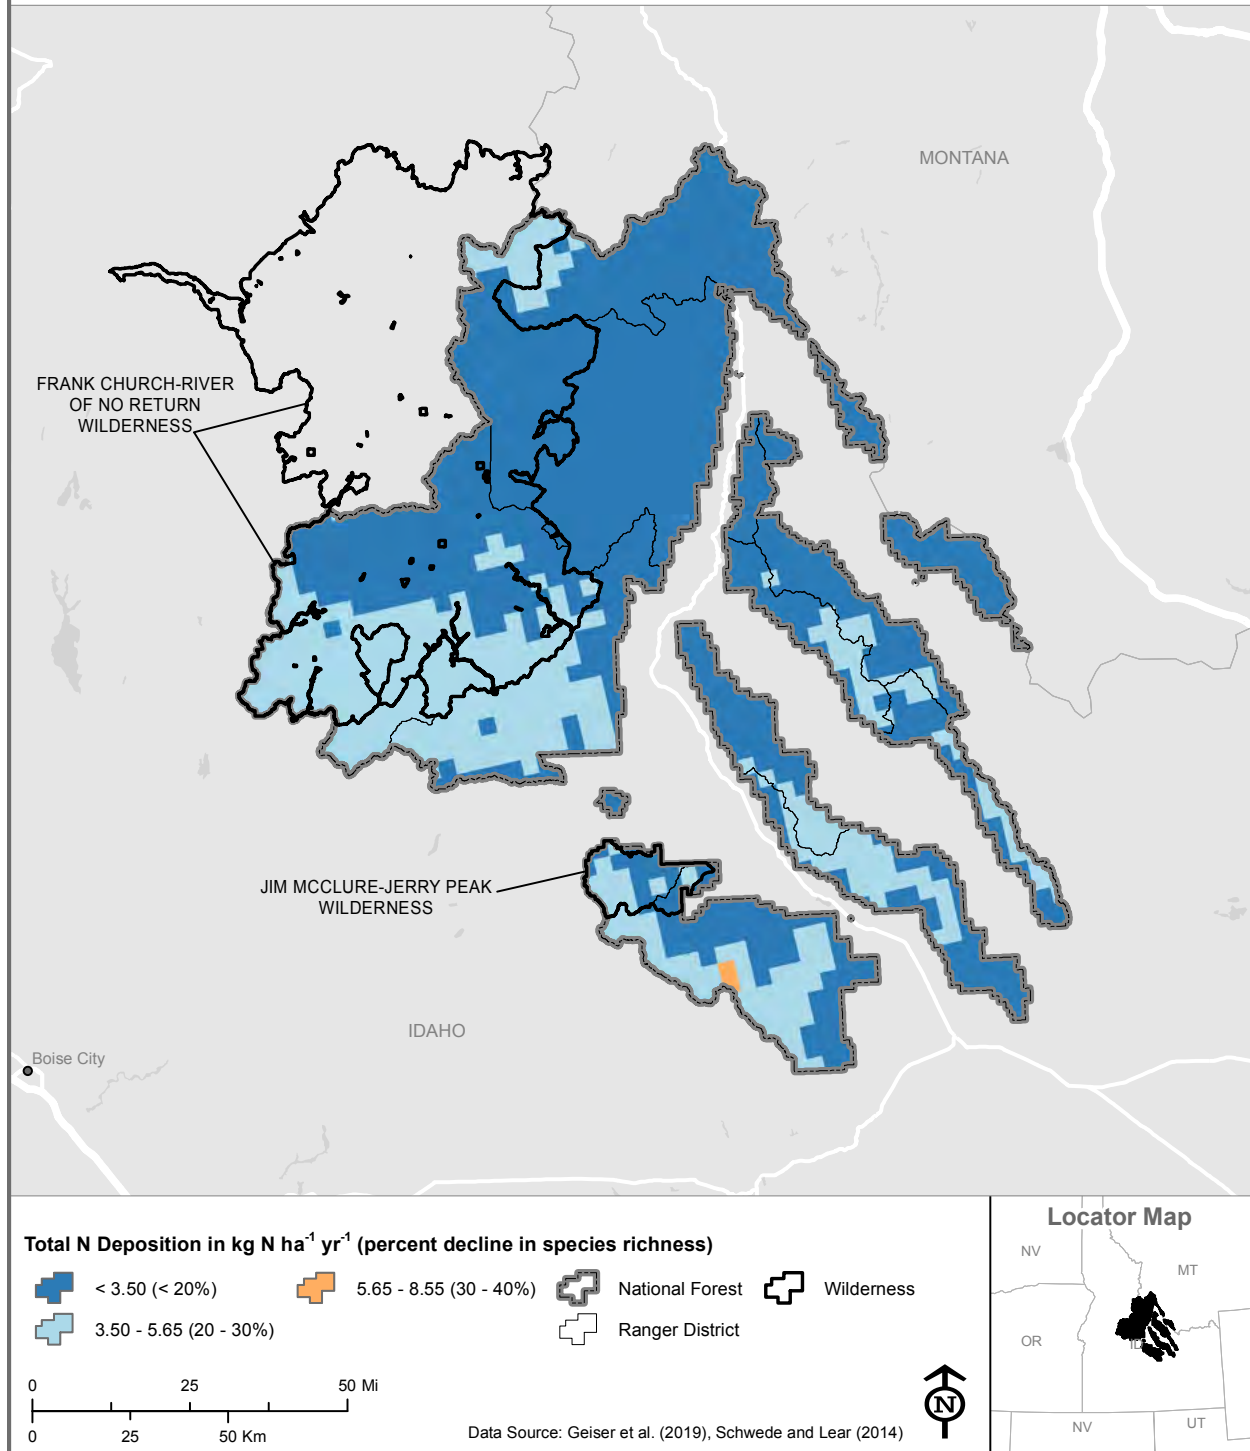 MONTANA
FRANK CHURCH-RIVER
OF NO RETURN
WILDERNESS
JIM MCCLURE-JERRY PEAK
WILDERNESS
IDAHO
Boise City
Total N Deposition in kg N ha⁻¹ yr⁻¹ (percent decline in species richness)
< 3.50 (< 20%)
5.65 - 8.55 (30 - 40%)
National Forest
Wilderness
3.50 - 5.65 (20 - 30%)
Ranger District
0 25 50 Mi
0 25 50 Km
N
Data Source: Geiser et al. (2019), Schwede and Lear (2014)
Locator Map
NV
MT
OR
ID
NV
UT